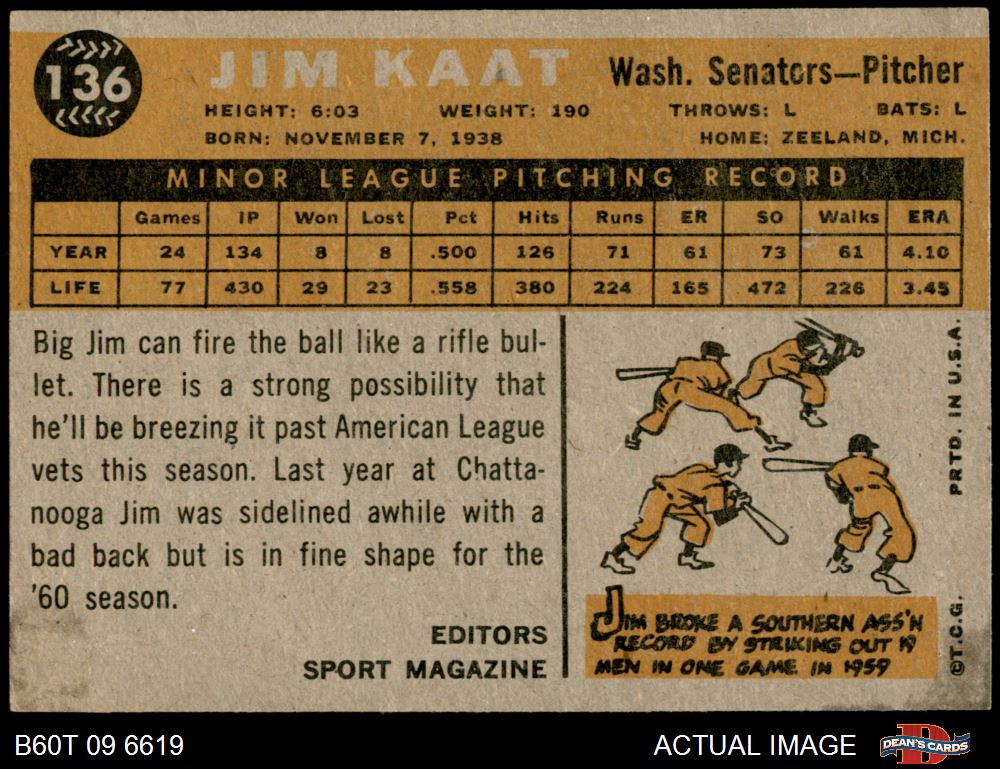 136
JIM KAAT
Wash. Senators—Pitcher
HEIGHT: 6:03 WEIGHT: 190 THROWS: L BATS: L
BORN: NOVEMBER 7, 1938 HOME: ZEELAND, MICH.
MINOR LEAGUE PITCHING RECORD
Games IP Won Lost Pct Hits Runs ER SO Walks ERA
YEAR 24 134 8 8 .500 126 71 61 73 61 4.10
LIFE 77 430 29 23 .558 380 224 165 472 226 3.45
Big Jim can fire the ball like a rifle bul-
let. There is a strong possibility that
he'll be breezing it past American League
vets this season. Last year at Chatta-
nooga Jim was sidelined awhile with a
bad back but is in fine shape for the
'60 season.
EDITORS
SPORT MAGAZINE
JIM BROKE A SOUTHERN ASS'N
RECORD BY STRIKING OUT 19
MEN IN ONE GAME IN 1959
©T.C.G. PRTD. IN U.S.A.
B60T 09 6619
ACTUAL IMAGE
DEAN'S CARDS